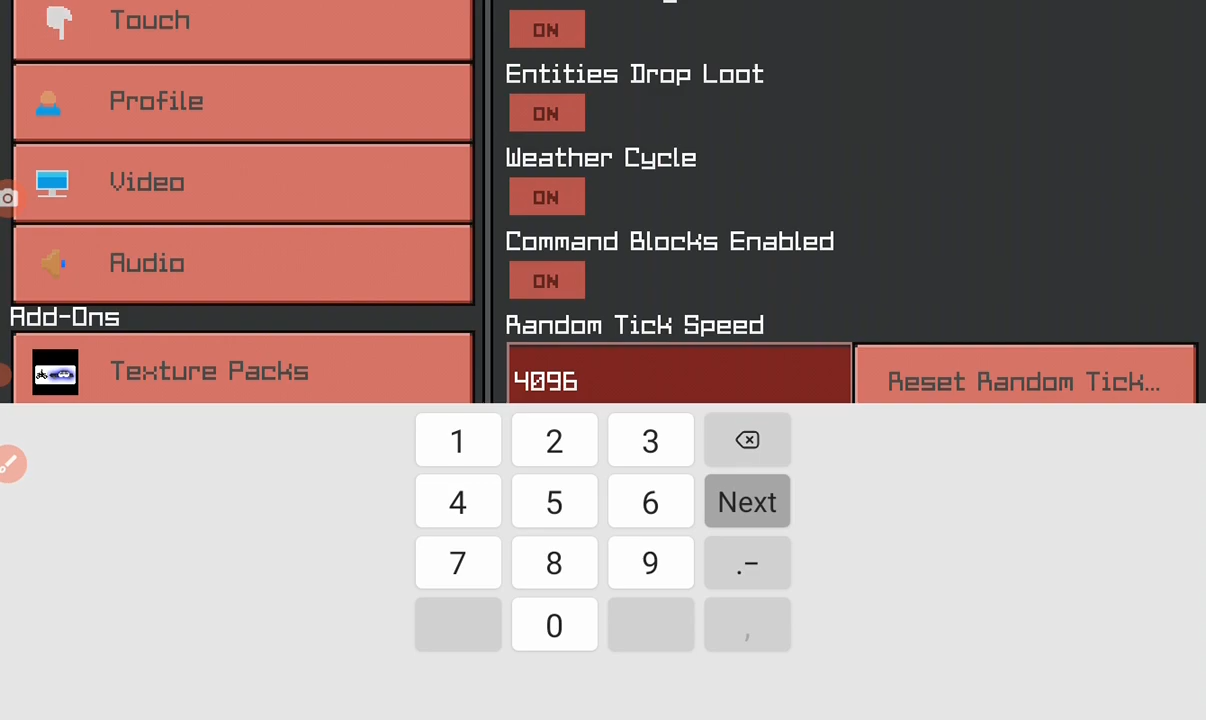 Touch
Profile
Video
Audio
Add-Ons
Texture Packs
ON
Entities Drop Loot
ON
Weather Cycle
ON
Command Blocks Enabled
ON
Random Tick Speed
4096
Reset Random Tick...
1 2 3
4 5 6 Next
7 8 9 .-
0 ,